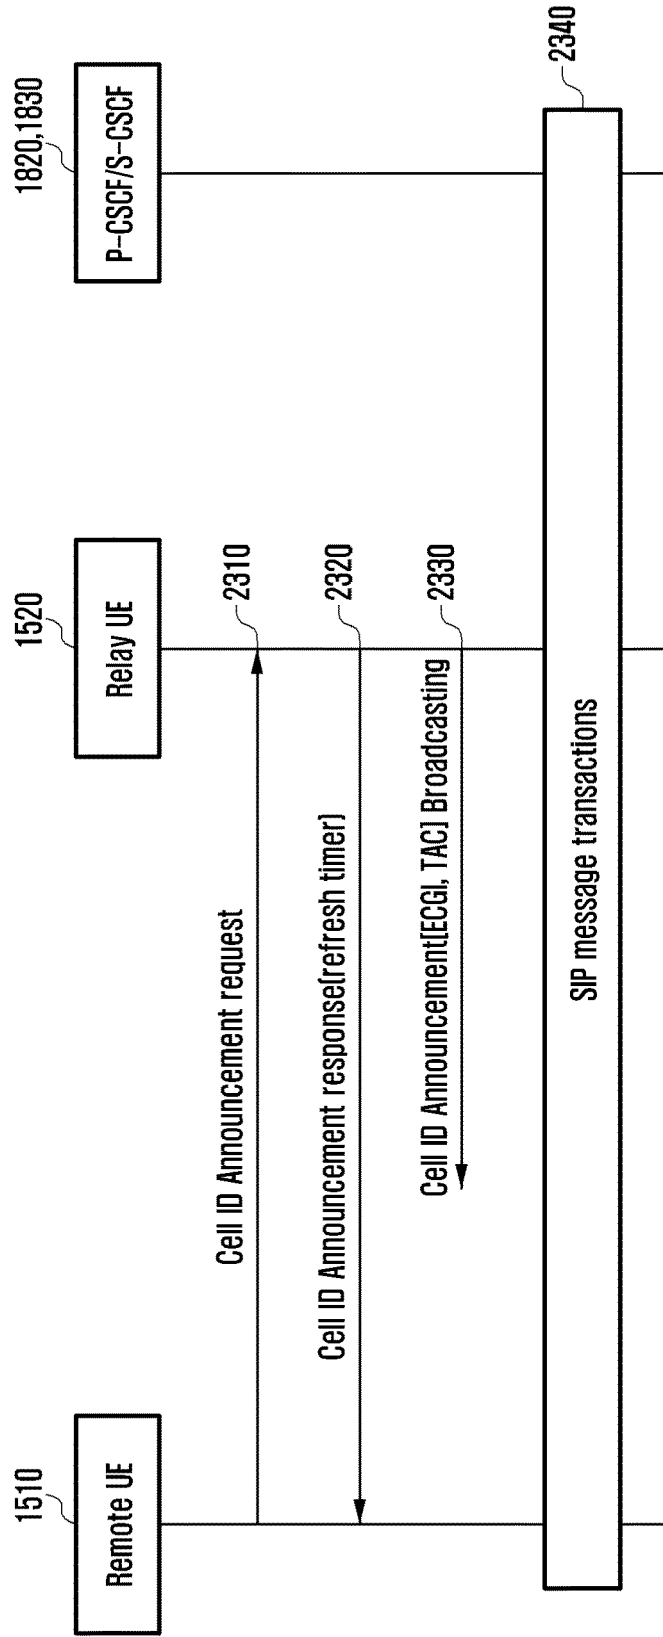 1510
Remote UE
1520
Relay UE
1820,1830
P-CSCF/S-CSCF
Cell ID Announcement request
2310
Cell ID Announcement response(refresh timer)
2320
Cell ID Announcement[ECGI, TAC] Broadcasting
2330
SIP message transactions
2340